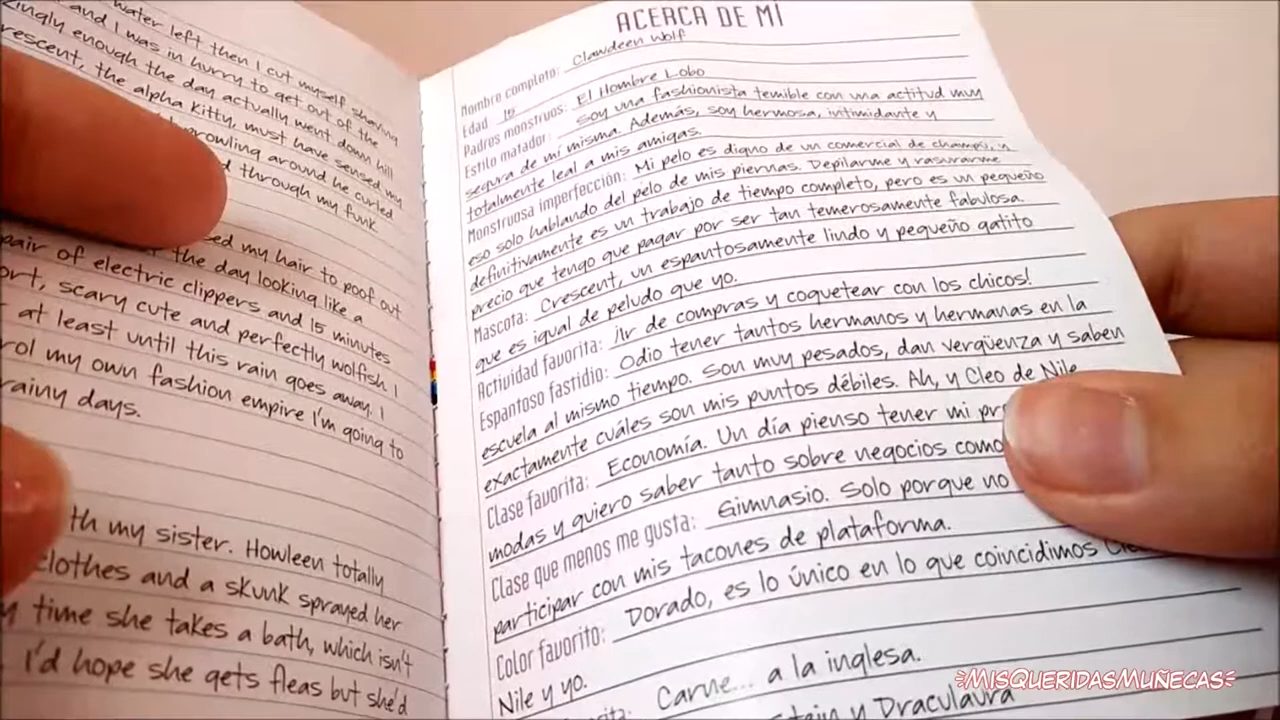 water left then I cut myself shaving
and I was in hurry to get out of the
kingly enough the day actually went down hill
rescent, the alpha kitty, must have sensed my
prowling around he curled
through my funk
sed my hair to poof out
the day looking like a
pair of electric clippers and 15 minutes
ort, scary cute and perfectly wolfish I
at least until this rain goes away. I
rol my own fashion empire I'm going to
rainy days.
th my sister. Howleen totally
clothes and a skunk sprayed her
time she takes a bath, which isn't
I'd hope she gets fleas but she'd
ACERCA DE MÍ
Nombre completo: Clawdeen Wolf
Edad 15
Padres monstruos: El Hombre Lobo
Estilo matador: Soy una fashionista temible con una actitud muy
segura de mí misma. Además, soy hermosa, intimidante y
totalmente leal a mis amigas.
Monstruosa imperfección: Mi pelo es digno de un comercial de champú, y
eso solo hablando del pelo de mis piernas. Depilarme y rasurarme
definitivamente es un trabajo de tiempo completo, pero es un pequeño
precio que tengo que pagar por ser tan temerosamente fabulosa.
Mascota: Crescent, un espantosamente lindo y pequeño gatito
que es igual de peludo que yo.
Actividad favorita: ¡Ir de compras y coquetear con los chicos!
Espantoso fastidio: Odio tener tantos hermanos y hermanas en la
escuela al mismo tiempo. Son muy pesados, dan vergüenza y saben
exactamente cuáles son mis puntos débiles. Ah, y Cleo de Nile
Clase favorita: Economía. Un día pienso tener mi pr
modas y quiero saber tanto sobre negocios como
Clase que menos me gusta: Gimnasio. Solo porque no
participar con mis tacones de plataforma.
Color favorito: Dorado, es lo único en lo que coincidimos Cleo
Nile y yo.
Carne... a la inglesa.
y Draculaura
MISQUERIDASMUÑECAS